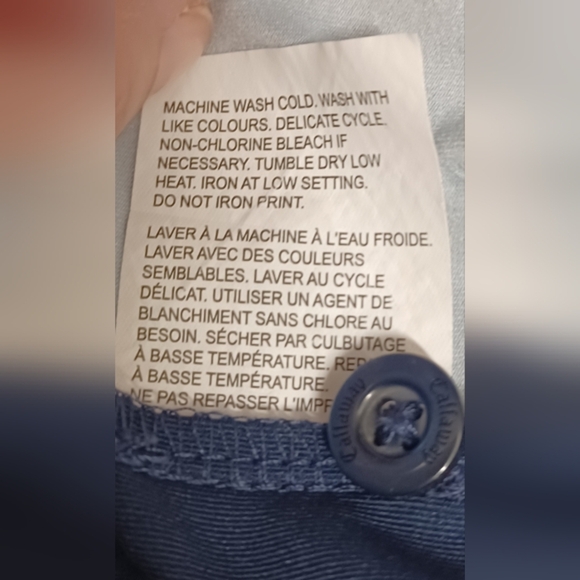 MACHINE WASH COLD. WASH WITH
LIKE COLOURS. DELICATE CYCLE.
NON-CHLORINE BLEACH IF
NECESSARY. TUMBLE DRY LOW
HEAT. IRON AT LOW SETTING.
DO NOT IRON PRINT.
LAVER À LA MACHINE À L'EAU FROIDE.
LAVER AVEC DES COULEURS
SEMBLABLES. LAVER AU CYCLE
DÉLICAT. UTILISER UN AGENT DE
BLANCHIMENT SANS CHLORE AU
BESOIN. SÉCHER PAR CULBUTAGE
À BASSE TEMPÉRATURE.
À BASSE TEMPÉRATURE.
NE PAS REPASSER
Callaway
Callaway